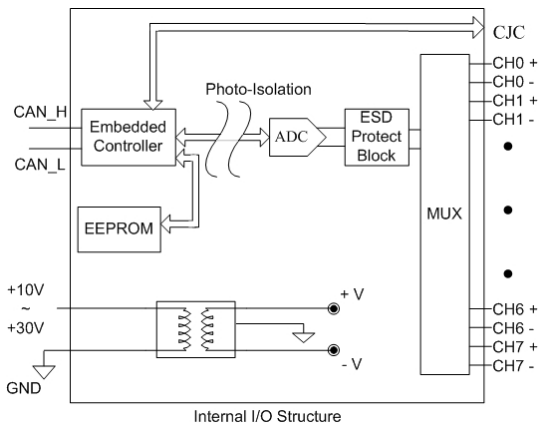 CJC
CH0 +
CH0 -
CH1 +
CH1 -
Photo-Isolation
CAN_H
CAN_L
Embedded
Controller
ADC
ESD
Protect
Block
MUX
EEPROM
+10V
~
+30V
GND
+ V
- V
CH6 +
CH6 -
CH7 +
CH7 -
Internal I/O Structure